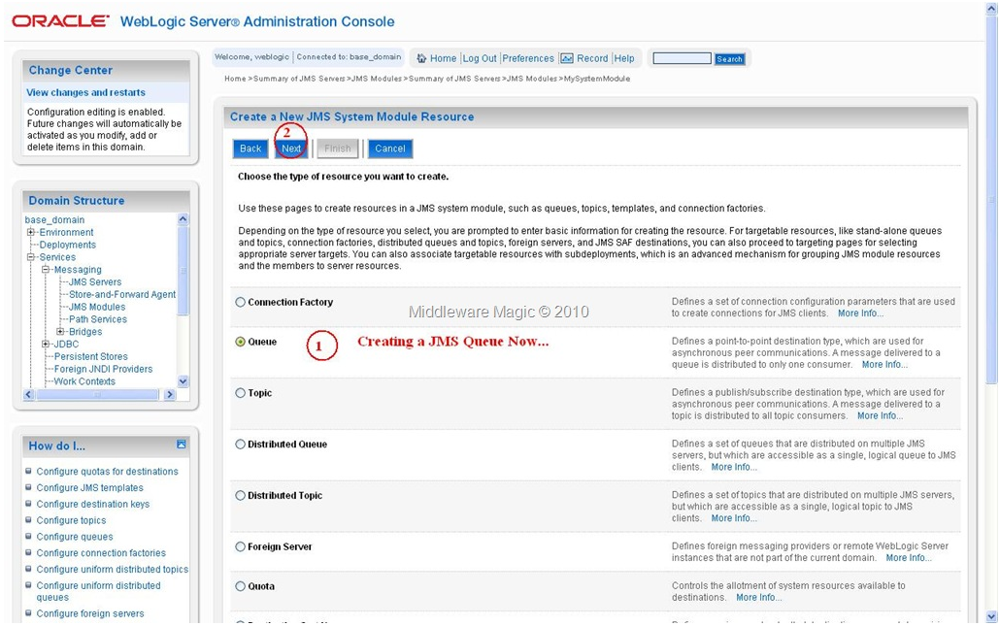 ORACLE® WebLogic Server® Administration Console
Change Center
View changes and restarts
Configuration editing is enabled.
Future changes will automatically be
activated as you modify, add or
delete items in this domain.
Domain Structure
base_domain
Environment
Deployments
Services
Messaging
JMS Servers
Store-and-Forward Agent
JMS Modules
Path Services
Bridges
JDBC
Persistent Stores
Foreign JNDI Providers
Work Contexts
How do I...
Configure quotas for destinations
Configure JMS templates
Configure destination keys
Configure topics
Configure queues
Configure connection factories
Configure uniform distributed topics
Configure uniform distributed
queues
Configure foreign servers
Welcome, weblogic Connected to: base_domain Home Log Out Preferences Record Help Search
Home >Summary of JMS Servers >JMS Modules >Summary of JMS Servers >JMS Modules >MySystemModule
Create a New JMS System Module Resource
2
Back Next Finish Cancel
Choose the type of resource you want to create.
Use these pages to create resources in a JMS system module, such as queues, topics, templates, and connection factories.
Depending on the type of resource you select, you are prompted to enter basic information for creating the resource. For targetable resources, like stand-alone queues
and topics, connection factories, distributed queues and topics, foreign servers, and JMS SAF destinations, you can also proceed to targeting pages for selecting
appropriate server targets. You can also associate targetable resources with subdeployments, which is an advanced mechanism for grouping JMS module resources
and the members to server resources.
Connection Factory
Defines a set of connection configuration parameters that are used
to create connections for JMS clients. More Info...
Middleware Magic © 2010
Queue
1
Creating a JMS Queue Now...
Defines a point-to-point destination type, which are used for
asynchronous peer communications. A message delivered to a
queue is distributed to only one consumer. More Info...
Topic
Defines a publish/subscribe destination type, which are used for
asynchronous peer communications. A message delivered to a
topic is distributed to all topic consumers. More Info...
Distributed Queue
Defines a set of queues that are distributed on multiple JMS
servers, but which are accessible as a single, logical queue to JMS
clients. More Info...
Distributed Topic
Defines a set of topics that are distributed on multiple JMS servers,
but which are accessible as a single, logical topic to JMS
clients. More Info...
Foreign Server
Defines foreign messaging providers or remote WebLogic Server
instances that are not part of the current domain. More Info...
Quota
Controls the allotment of system resources available to
destinations. More Info...